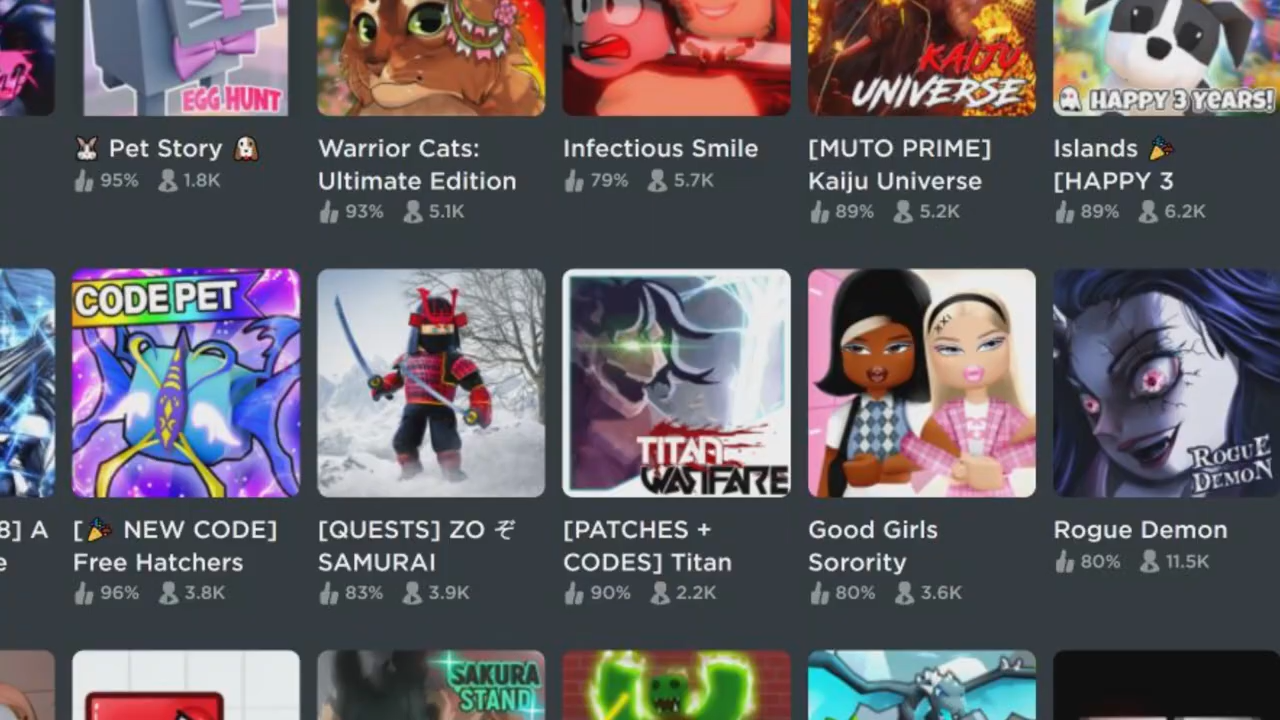 EGG HUNT
KAIJU
UNIVERSE
HAPPY 3 YEARS!
Pet Story
95% 1.8K
Warrior Cats:
Ultimate Edition
93% 5.1K
Infectious Smile
79% 5.7K
[MUTO PRIME]
Kaiju Universe
89% 5.2K
Islands
[HAPPY 3
89% 6.2K
CODE PET
TITAN
WARFARE
ROGUE
DEMON
8] A
e
[ NEW CODE]
Free Hatchers
96% 3.8K
[QUESTS] ZO ぞ
SAMURAI
83% 3.9K
[PATCHES +
CODES] Titan
90% 2.2K
Good Girls
Sorority
80% 3.6K
Rogue Demon
80% 11.5K
SAKURA
STAND